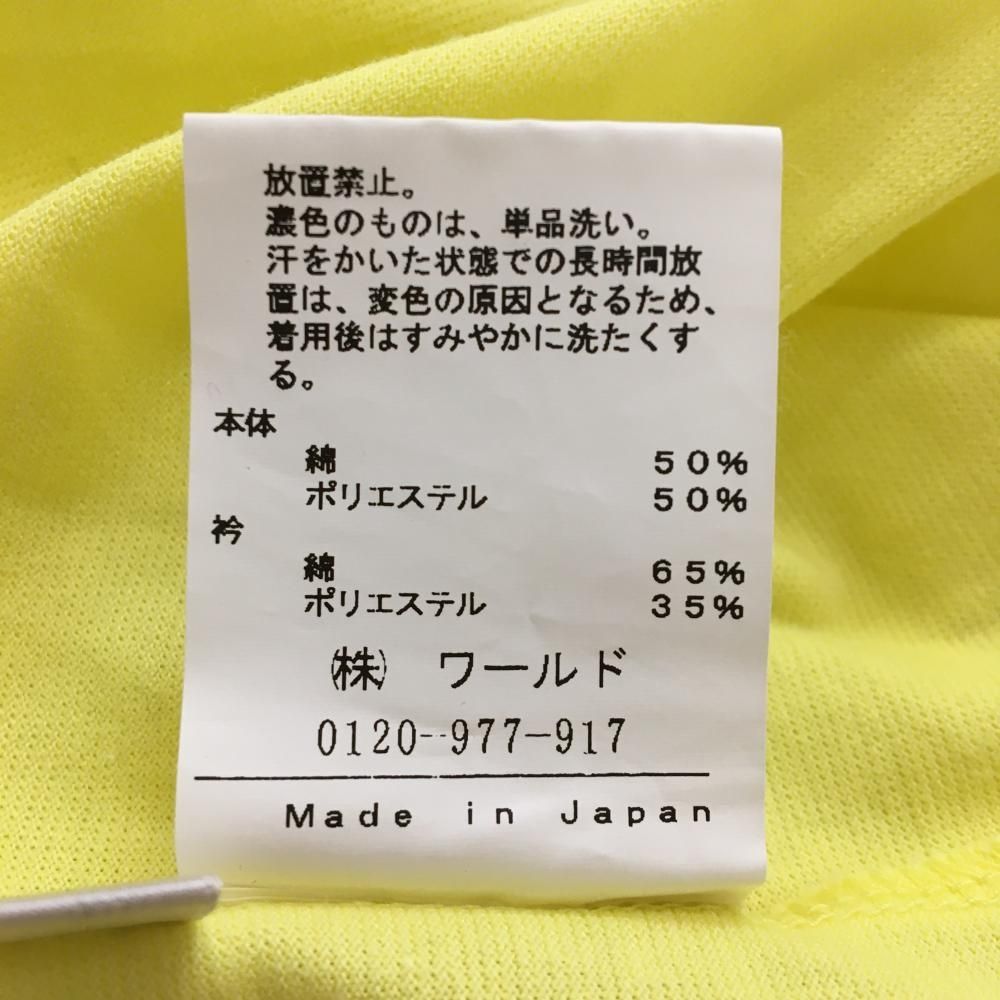 放置禁止。
濃色のものは、単品洗い。
汗をかいた状態での長時間放
置は、変色の原因となるため、
着用後はすみやかに洗たくす
る。
本体
綿 50%
ポリエステル 50%
衿
綿 65%
ポリエステル 35%
㈱ ワールド
0120-977-917
Made in Japan